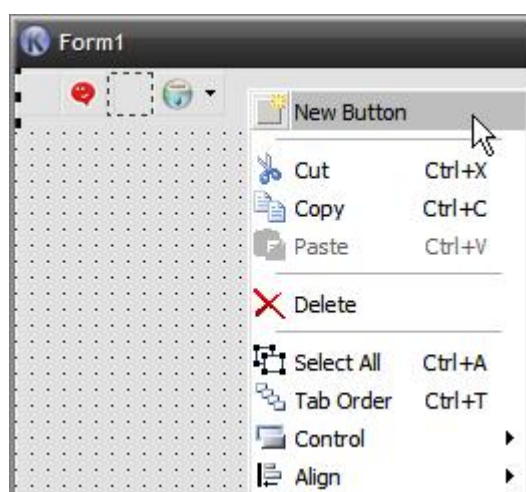 K Form1
New Button
Cut Ctrl+X
Copy Ctrl+C
Paste Ctrl+V
Delete
Select All Ctrl+A
Tab Order Ctrl+T
Control
Align